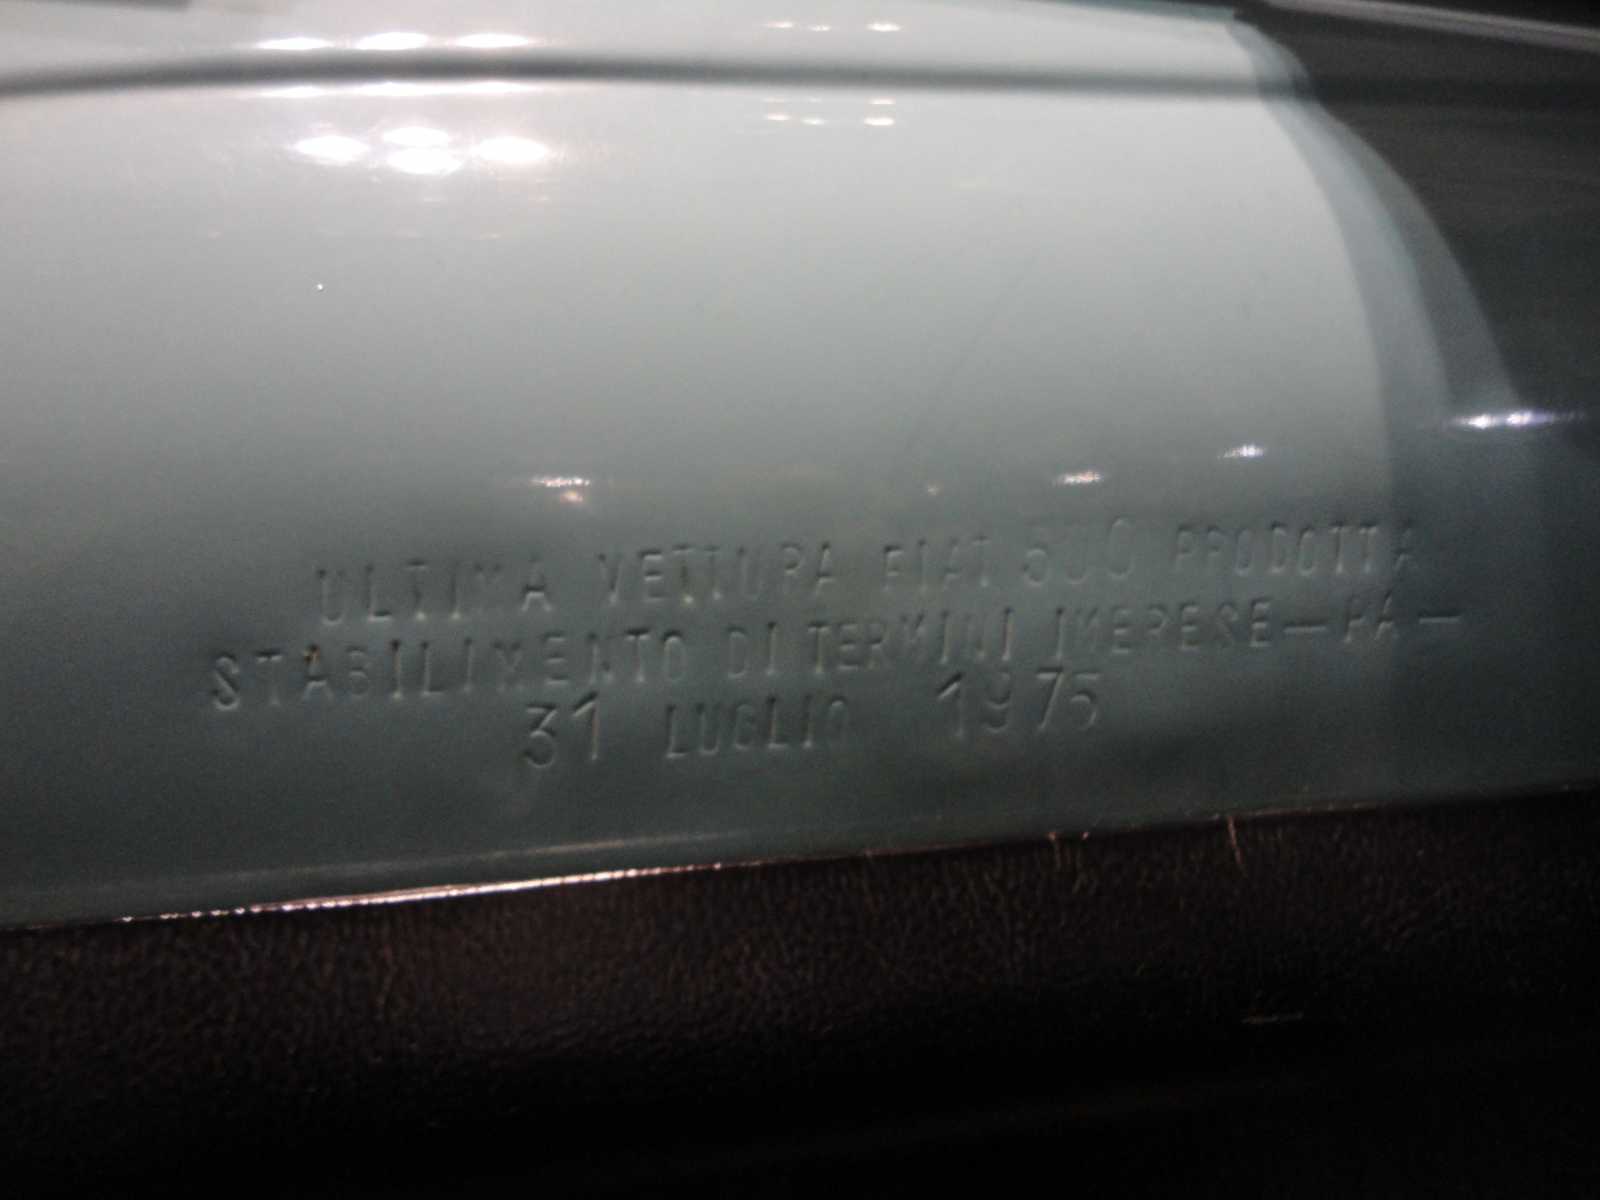 ULTIMA VETTURA FIAT 500 PRODOTTA
STABILIMENTO DI TERMINI IMERESE — PA —
31 LUGLIO 1975